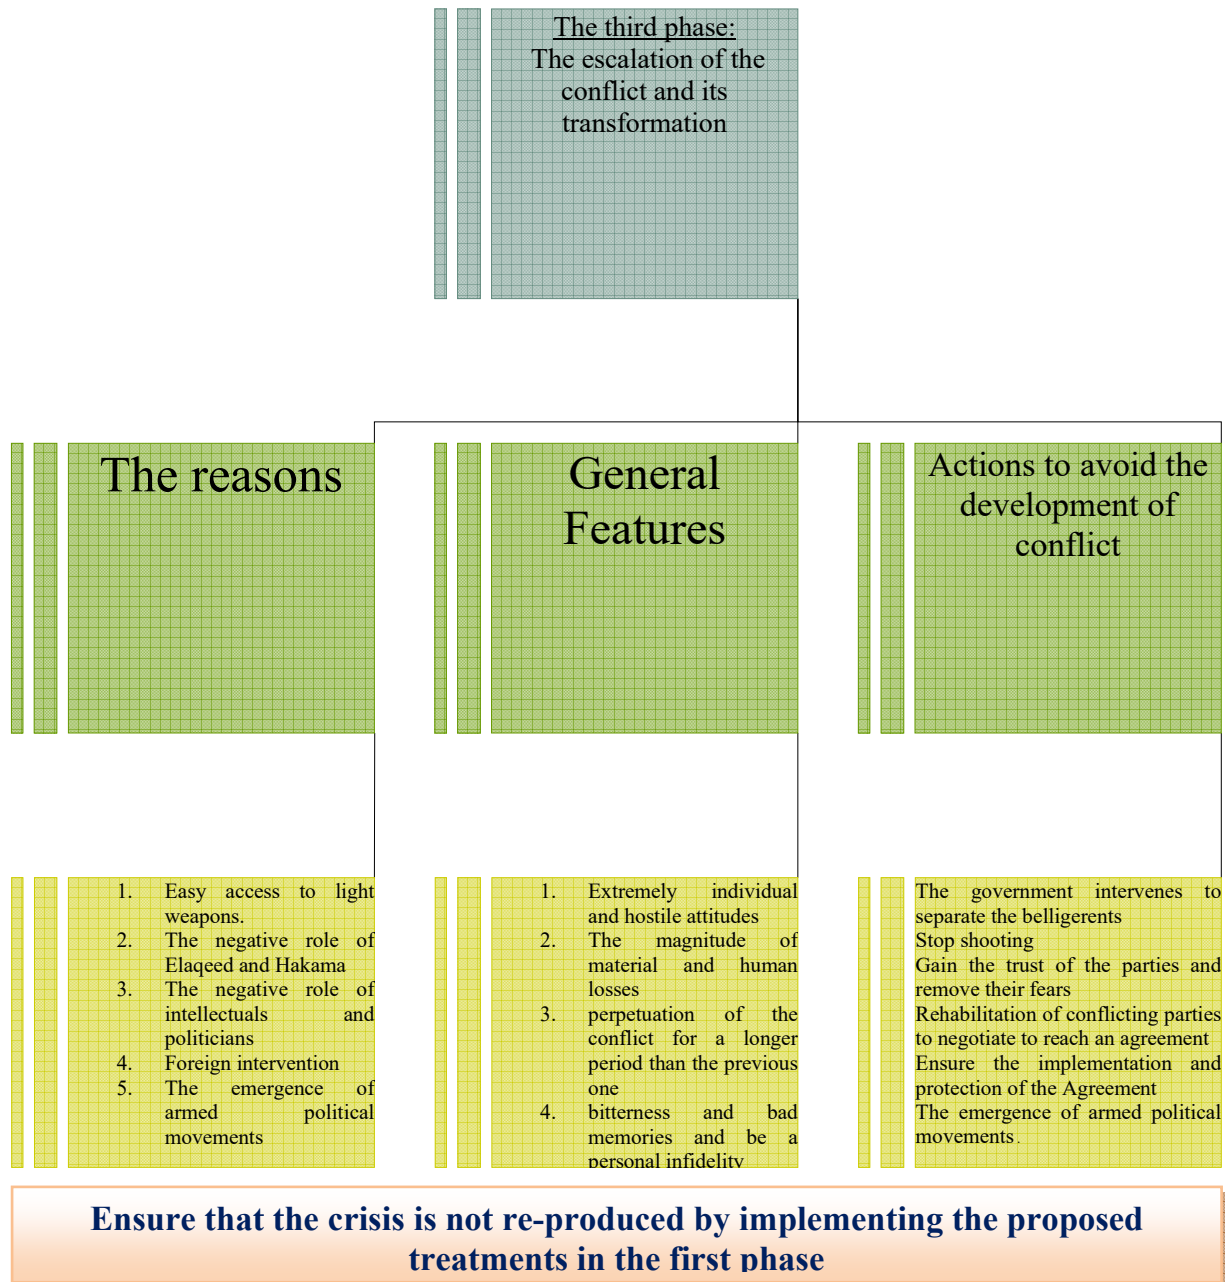 The third phase:
The escalation of the
conflict and its
transformation
The reasons
General
Features
Actions to avoid the
development of
conflict
1. Easy access to light
weapons.
2. The negative role of
Elaqeed and Hakama
3. The negative role of
intellectuals and
politicians
4. Foreign intervention
5. The emergence of
armed political
movements
1. Extremely individual
and hostile attitudes
2. The magnitude of
material and human
losses
3. perpetuation of the
conflict for a longer
period than the previous
one
4. bitterness and bad
memories and be a
personal infidelity
The government intervenes to
separate the belligerents
Stop shooting
Gain the trust of the parties and
remove their fears
Rehabilitation of conflicting parties
to negotiate to reach an agreement
Ensure the implementation and
protection of the Agreement
The emergence of armed political
movements.
Ensure that the crisis is not re-produced by implementing the proposed
treatments in the first phase